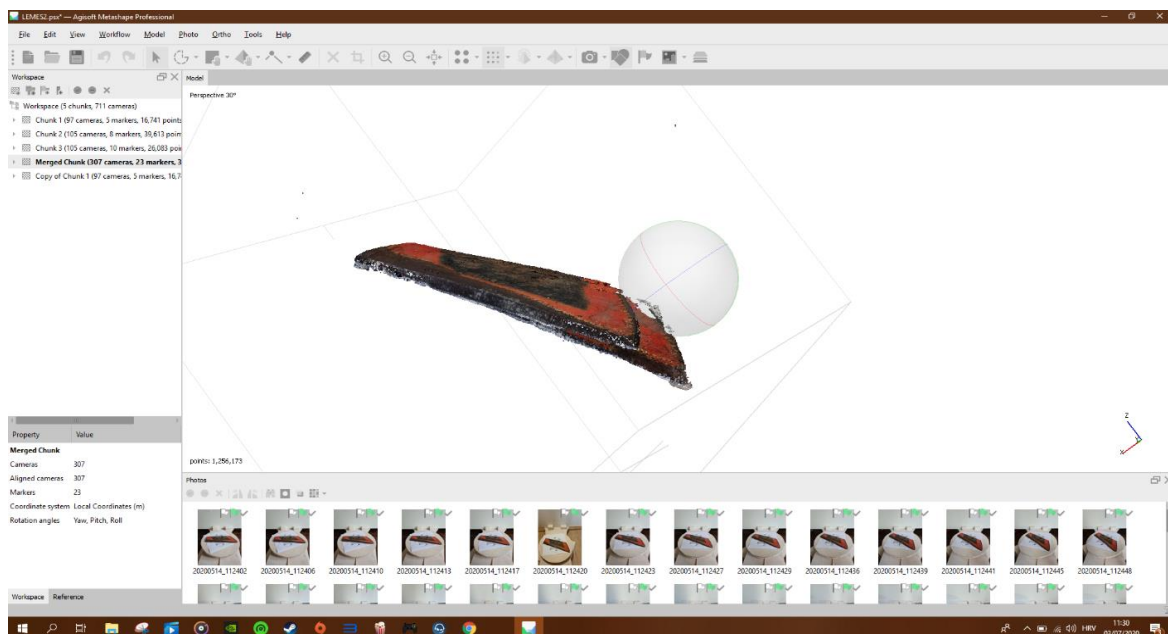 LEMES2.psx* — Agisoft Metashape Professional
File Edit View Workflow Model Photo Ortho Tools Help
Workspace
Model
Perspective 30°
Workspace (5 chunks, 711 cameras)
Chunk 1 (97 cameras, 5 markers, 16,741 points
Chunk 2 (105 cameras, 8 markers, 39,613 poin
Chunk 3 (105 cameras, 10 markers, 26,083 poi
Merged Chunk (307 cameras, 23 markers, 3
Copy of Chunk 1 (97 cameras, 5 markers, 16,7
Z
X
Property Value
Merged Chunk
Cameras 307
Aligned cameras 307
Markers 23
Coordinate system Local Coordinates (m)
Rotation angles Yaw, Pitch, Roll
points: 1,256,173
Photos
20200514_112402 20200514_112406 20200514_112410 20200514_112413 20200514_112417 20200514_112420 20200514_112423 20200514_112427 20200514_112429 20200514_112436 20200514_112439 20200514_112441 20200514_112445 20200514_112448
Workspace Reference
HRV
11:30
03/07/2020